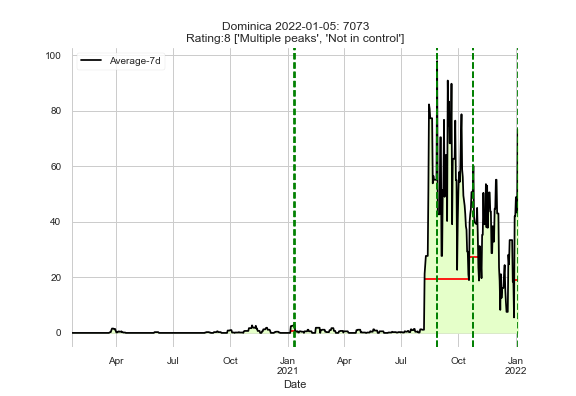 Dominica 2022-01-05: 7073
Rating:8 ['Multiple peaks', 'Not in control']
Average-7d
100
80
60
40
20
0
Apr
Jul
Oct
Jan
2021
Apr
Jul
Oct
Jan
2022
Date